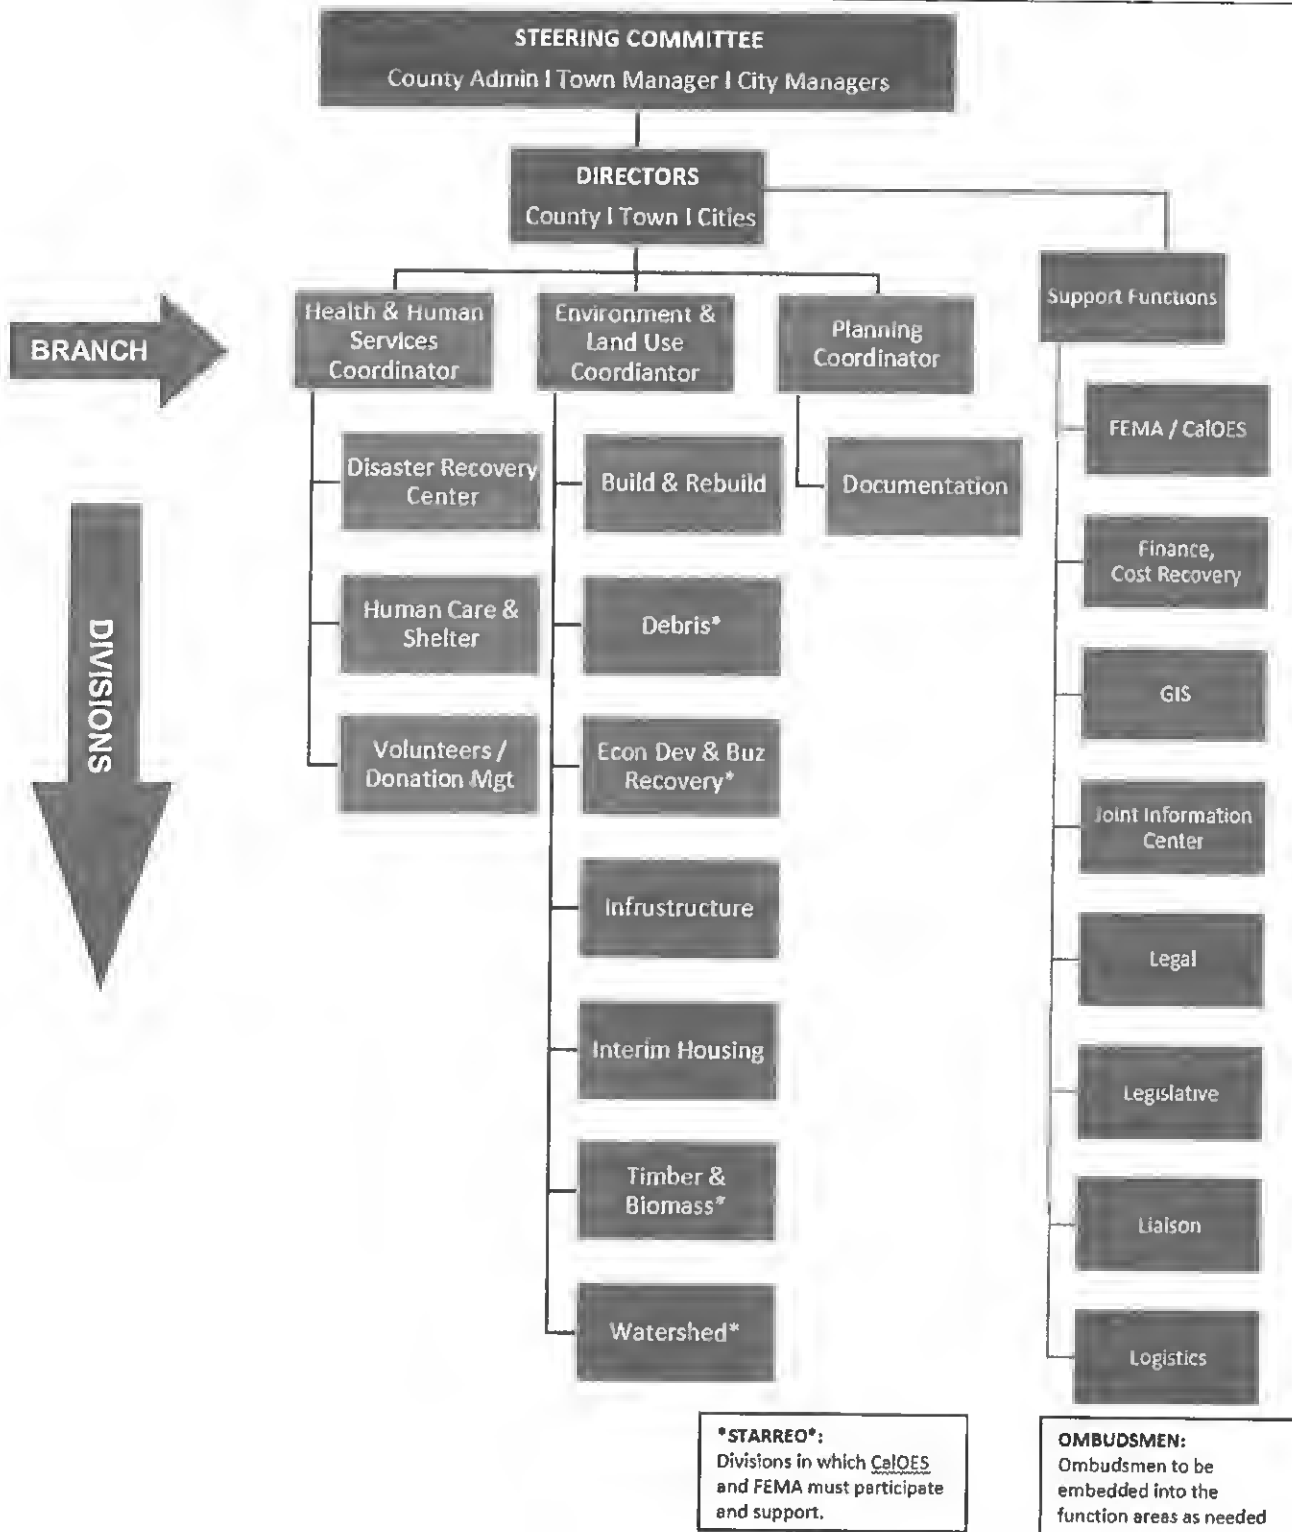 STEERING COMMITTEE
County Admin I Town Manager I City Managers
DIRECTORS
County I Town I Cities
BRANCH
Health & Human
Services
Coordinator
Environment &
Land Use
Coordiantor
Planning
Coordinator
Support Functions
DIVISIONS
Disaster Recovery
Center
Human Care &
Shelter
Volunteers /
Donation Mgt
Build & Rebuild
Debris*
Econ Dev & Buz
Recovery*
Infrustructure
Interim Housing
Timber &
Biomass*
Watershed*
Documentation
FEMA / CalOES
Finance,
Cost Recovery
GIS
Joint Information
Center
Legal
Legislative
Liaison
Logistics
*STARREO*:
Divisions in which CalOES
and FEMA must participate
and support.
OMBUDSMEN:
Ombudsmen to be
embedded into the
function areas as needed